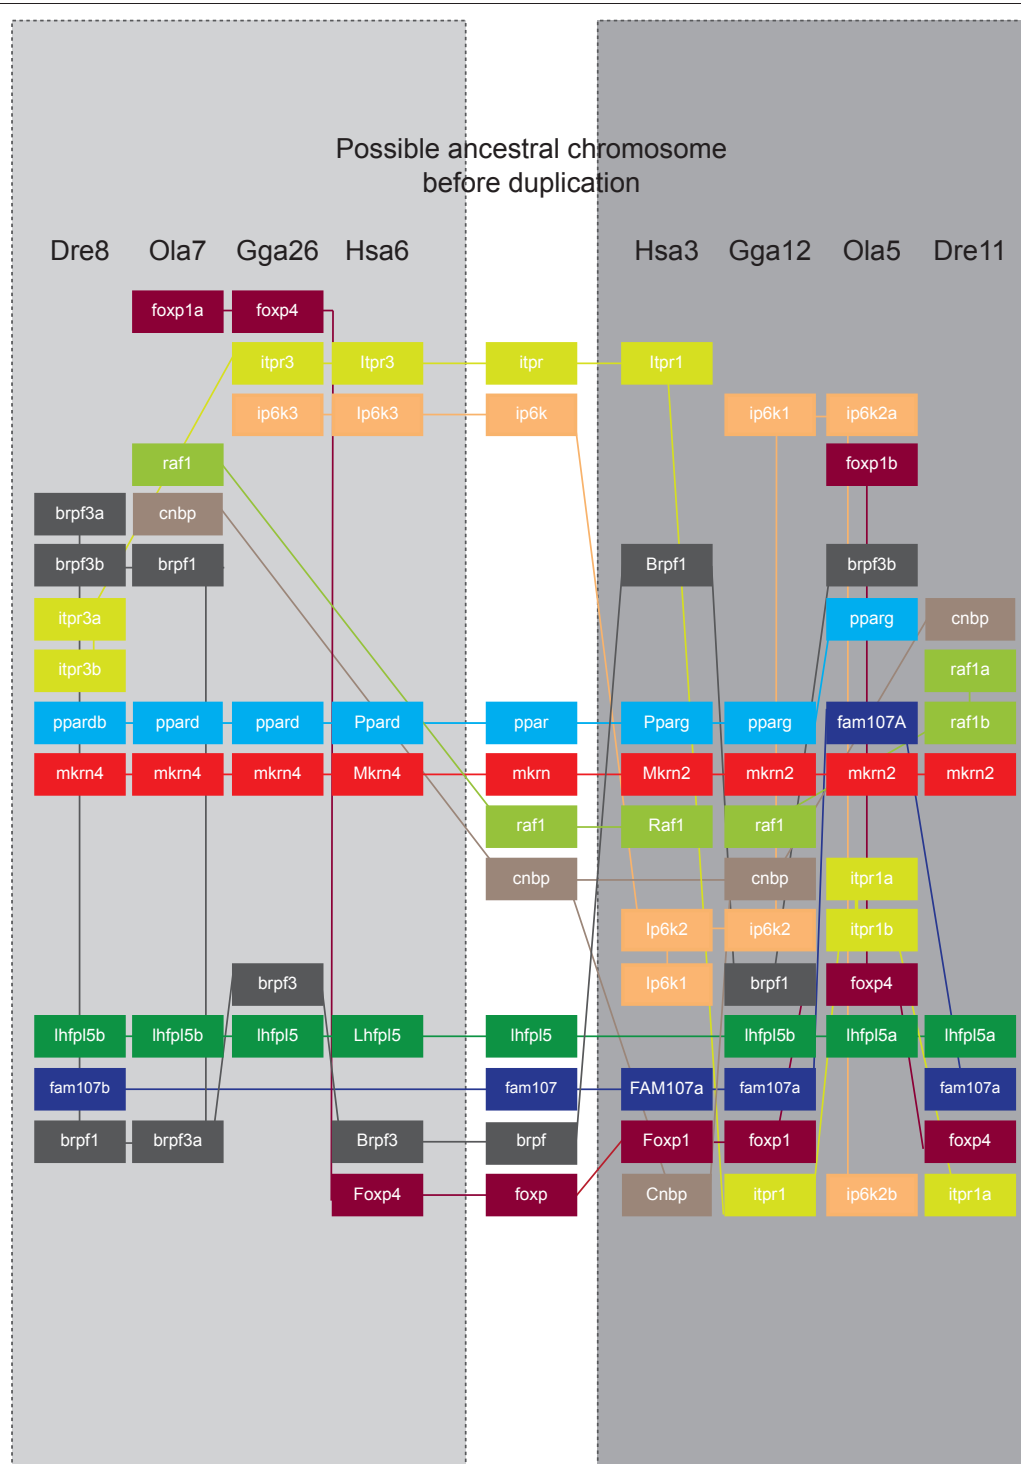 Possible ancestral chromosome
before duplication
Dre8 Ola7 Gga26 Hsa6 Hsa3 Gga12 Ola5 Dre11
foxp1a foxp4
itpr3 Itpr3 itpr Itpr1
ip6k3 Ip6k3 ip6k ip6k1 ip6k2a
raf1 foxp1b
brpf3a cnbp
brpf3b brpf1 Brpf1 brpf3b
itpr3a pparg cnbp
itpr3b raf1a
ppardb ppard ppard Ppard ppar Pparg pparg fam107A raf1b
mkrn4 mkrn4 mkrn4 Mkrn4 mkrn Mkrn2 mkrn2 mkrn2 mkrn2
raf1 Raf1 raf1
cnbp cnbp itpr1a
Ip6k2 ip6k2 itpr1b
brpf3 Ip6k1 brpf1 foxp4
lhfpl5b lhfpl5b lhfpl5 Lhfpl5 lhfpl5 lhfpl5b lhfpl5a lhfpl5a
fam107b fam107 FAM107a fam107a fam107a
brpf1 brpf3a Brpf3 brpf Foxp1 foxp1 foxp4
Foxp4 foxp Cnbp itpr1 ip6k2b itpr1a